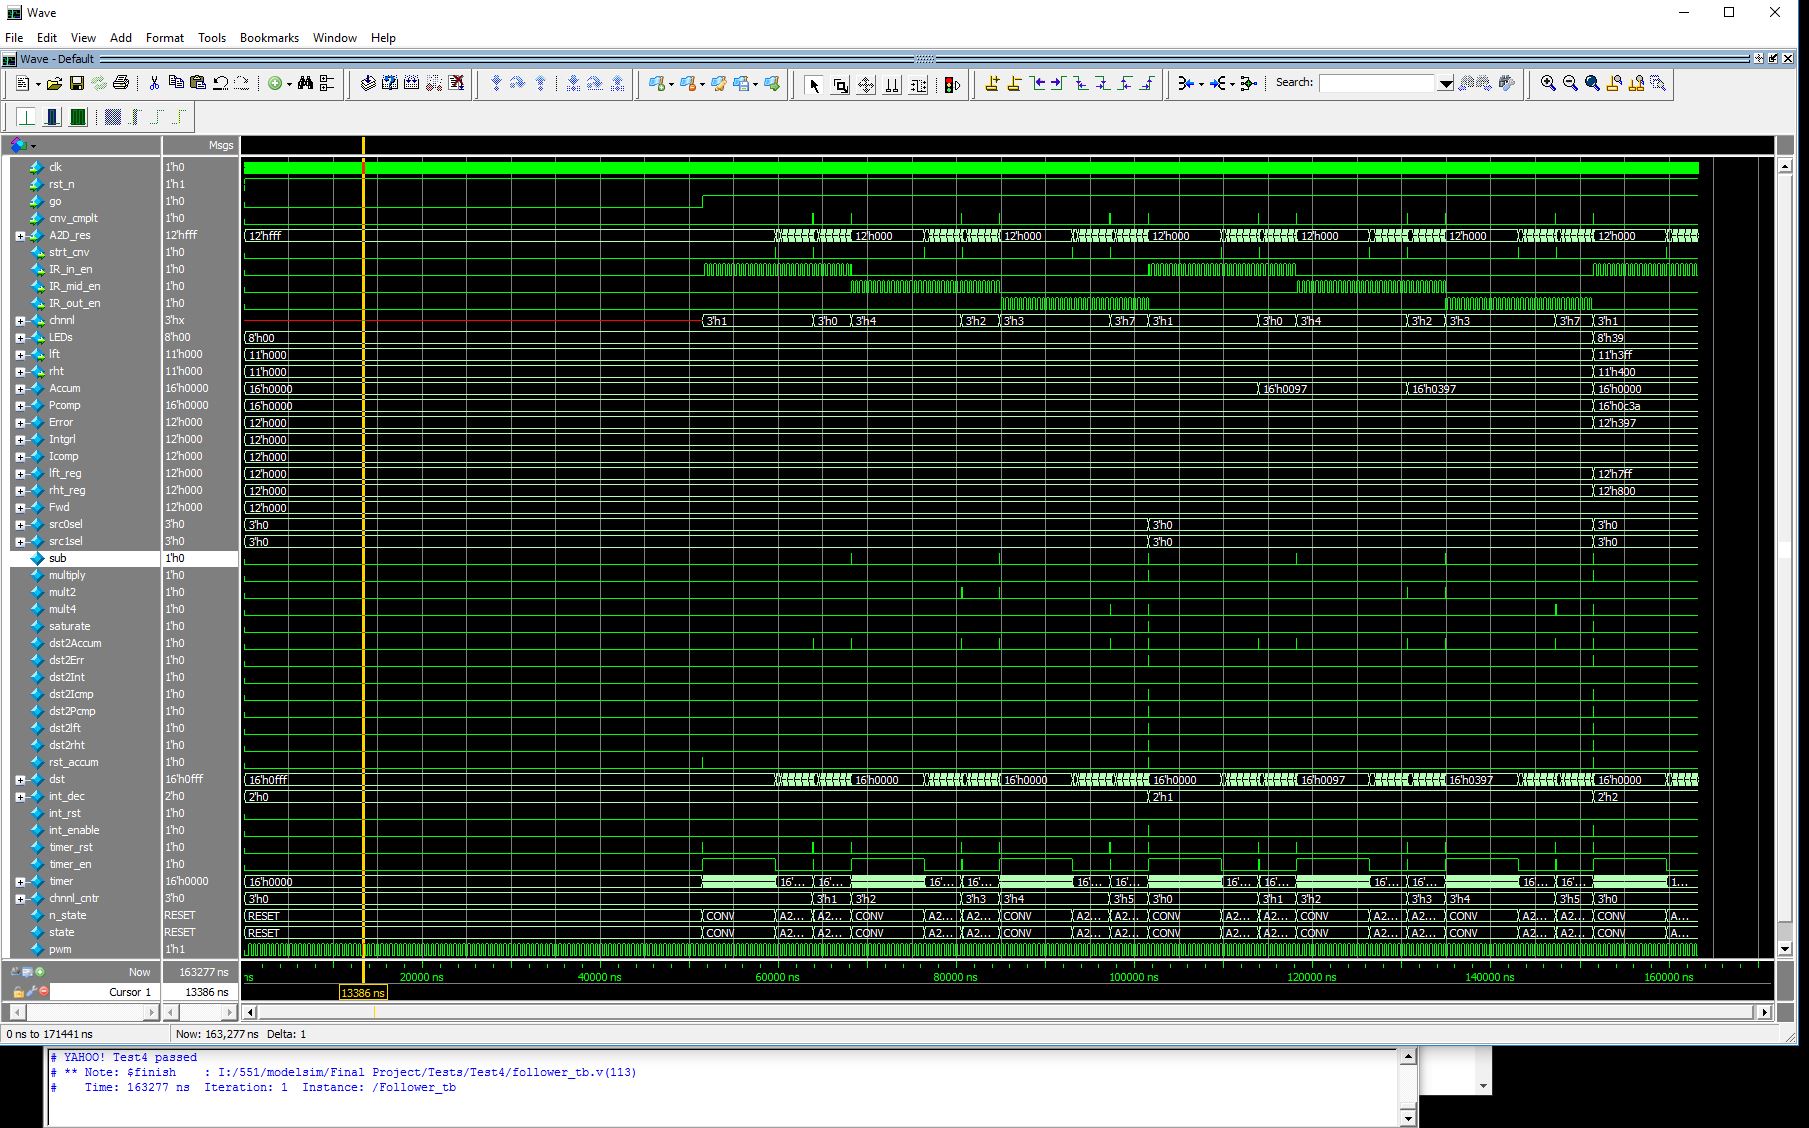 Wave
File Edit View Add Format Tools Bookmarks Window Help
Wave - Default
Search:
Msgs
clk 1'h0
rst_n 1'h1
go 1'h0
cnv_cmplt 1'h0
A2D_res 12'hfff 12'hfff 12'h000 12'h000 12'h000 12'h000 12'h000 12'h000
strt_cnv 1'h0
IR_in_en 1'h0
IR_mid_en 1'h0
IR_out_en 1'h0
chnnl 3'hx 3'h1 3'h0 3'h4 3'h2 3'h3 3'h7 3'h1 3'h0 3'h4 3'h2 3'h3 3'h7 3'h1
LEDs 8'h00 8'h00 8'h39
lft 11'h000 11'h000 11'h3ff
rht 11'h000 11'h000 11'h400
Accum 16'h0000 16'h0000 16'h0097 16'h0397 16'h0000
Pcomp 16'h0000 16'h0000 16'h0c3a
Error 12'h000 12'h000 12'h397
Intgrl 12'h000 12'h000
Icomp 12'h000 12'h000
lft_reg 12'h000 12'h000 12'h7ff
rht_reg 12'h000 12'h000 12'h800
Fwd 12'h000 12'h000
src0sel 3'h0 3'h0 3'h0 3'h0
src1sel 3'h0 3'h0 3'h0 3'h0
sub 1'h0
multiply 1'h0
mult2 1'h0
mult4 1'h0
saturate 1'h0
dst2Accum 1'h0
dst2Err 1'h0
dst2Int 1'h0
dst2Icmp 1'h0
dst2Pcmp 1'h0
dst2lft 1'h0
dst2rht 1'h0
rst_accum 1'h0
dst 16'h0fff 16'h0fff 16'h0000 16'h0000 16'h0000 16'h0097 16'h0397 16'h0000
int_dec 2'h0 2'h0 2'h1 2'h2
int_rst 1'h0
int_enable 1'h0
timer_rst 1'h0
timer_en 1'h0
timer 16'h0000 16'h0000 16'... 16'... 16'... 16'... 16'... 16'... 16'... 16'... 16'... 16'... 16'... 16'... 1...
chnnl_cntr 3'h0 3'h0 3'h1 3'h2 3'h3 3'h4 3'h5 3'h0 3'h1 3'h2 3'h3 3'h4 3'h5 3'h0
n_state RESET RESET CONV A2... A2... CONV A2... A2... CONV A2... A2... CONV A2... A2... CONV A2... A2... CONV A2... A2... CONV A...
state RESET RESET CONV A2... A2... CONV A2... A2... CONV A2... A2... CONV A2... A2... CONV A2... A2... CONV A2... A2... CONV A...
pwm 1'h1
Now 163277 ns ns 20000 ns 40000 ns 60000 ns 80000 ns 100000 ns 120000 ns 140000 ns 160000 ns
Cursor 1 13386 ns 13386 ns
0 ns to 171441 ns Now: 163,277 ns Delta: 1
# YAHOO! Test4 passed
# ** Note: $finish : I:/551/modelsim/Final Project/Tests/Test4/follower_tb.v(113)
# Time: 163277 ns Iteration: 1 Instance: /Follower_tb